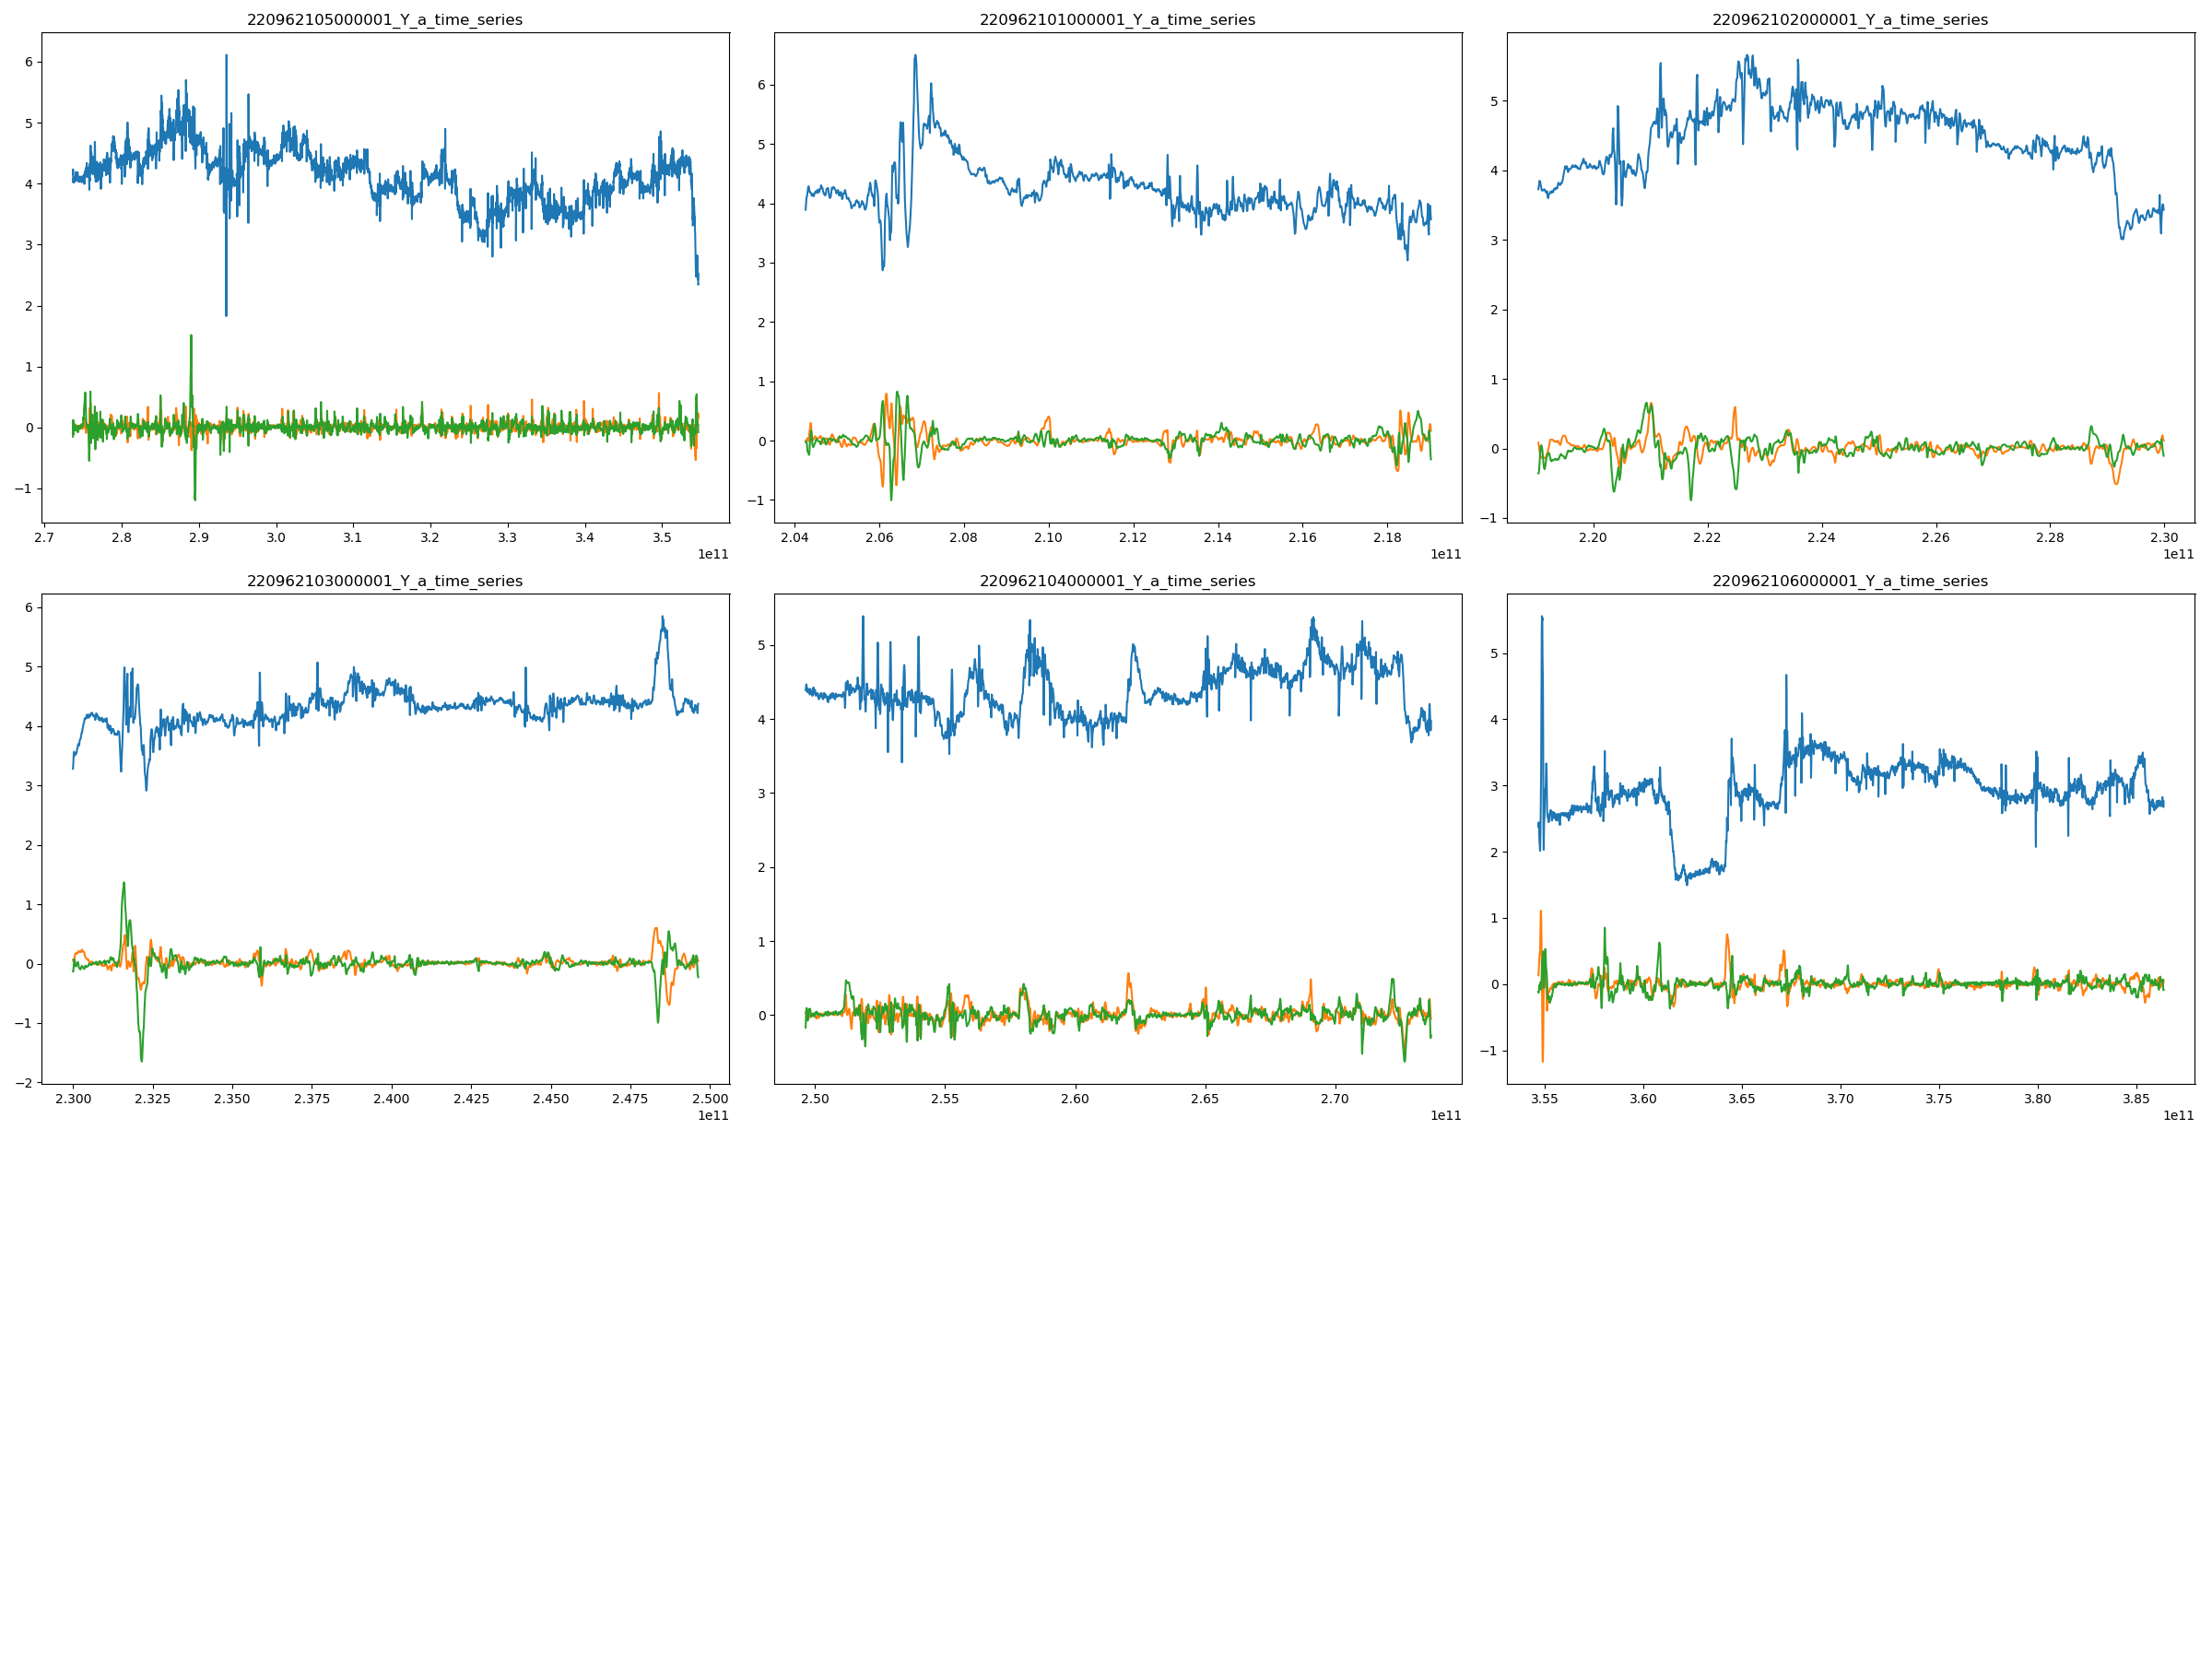 220962105000001_Y_a_time_series
6
5
4
3
2
1
0
−1
2.7 2.8 2.9 3.0 3.1 3.2 3.3 3.4 3.5
1e11
220962101000001_Y_a_time_series
6
5
4
3
2
1
0
−1
2.04 2.06 2.08 2.10 2.12 2.14 2.16 2.18
1e11
220962102000001_Y_a_time_series
5
4
3
2
1
0
−1
2.20 2.22 2.24 2.26 2.28 2.30
1e11
220962103000001_Y_a_time_series
6
5
4
3
2
1
0
−1
−2
2.300 2.325 2.350 2.375 2.400 2.425 2.450 2.475 2.500
1e11
220962104000001_Y_a_time_series
5
4
3
2
1
0
2.50 2.55 2.60 2.65 2.70
1e11
220962106000001_Y_a_time_series
5
4
3
2
1
0
−1
3.55 3.60 3.65 3.70 3.75 3.80 3.85
1e11